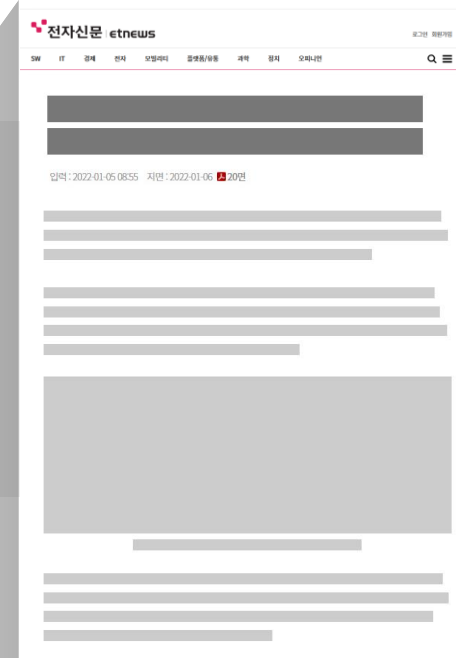 전자신문 etnews
로그인 회원가입
SW IT 경제 전자 모빌리티 플랫폼/유통 과학 정치 오피니언
입력 : 2022-01-05 08:55 지면 : 2022-01-06 20면